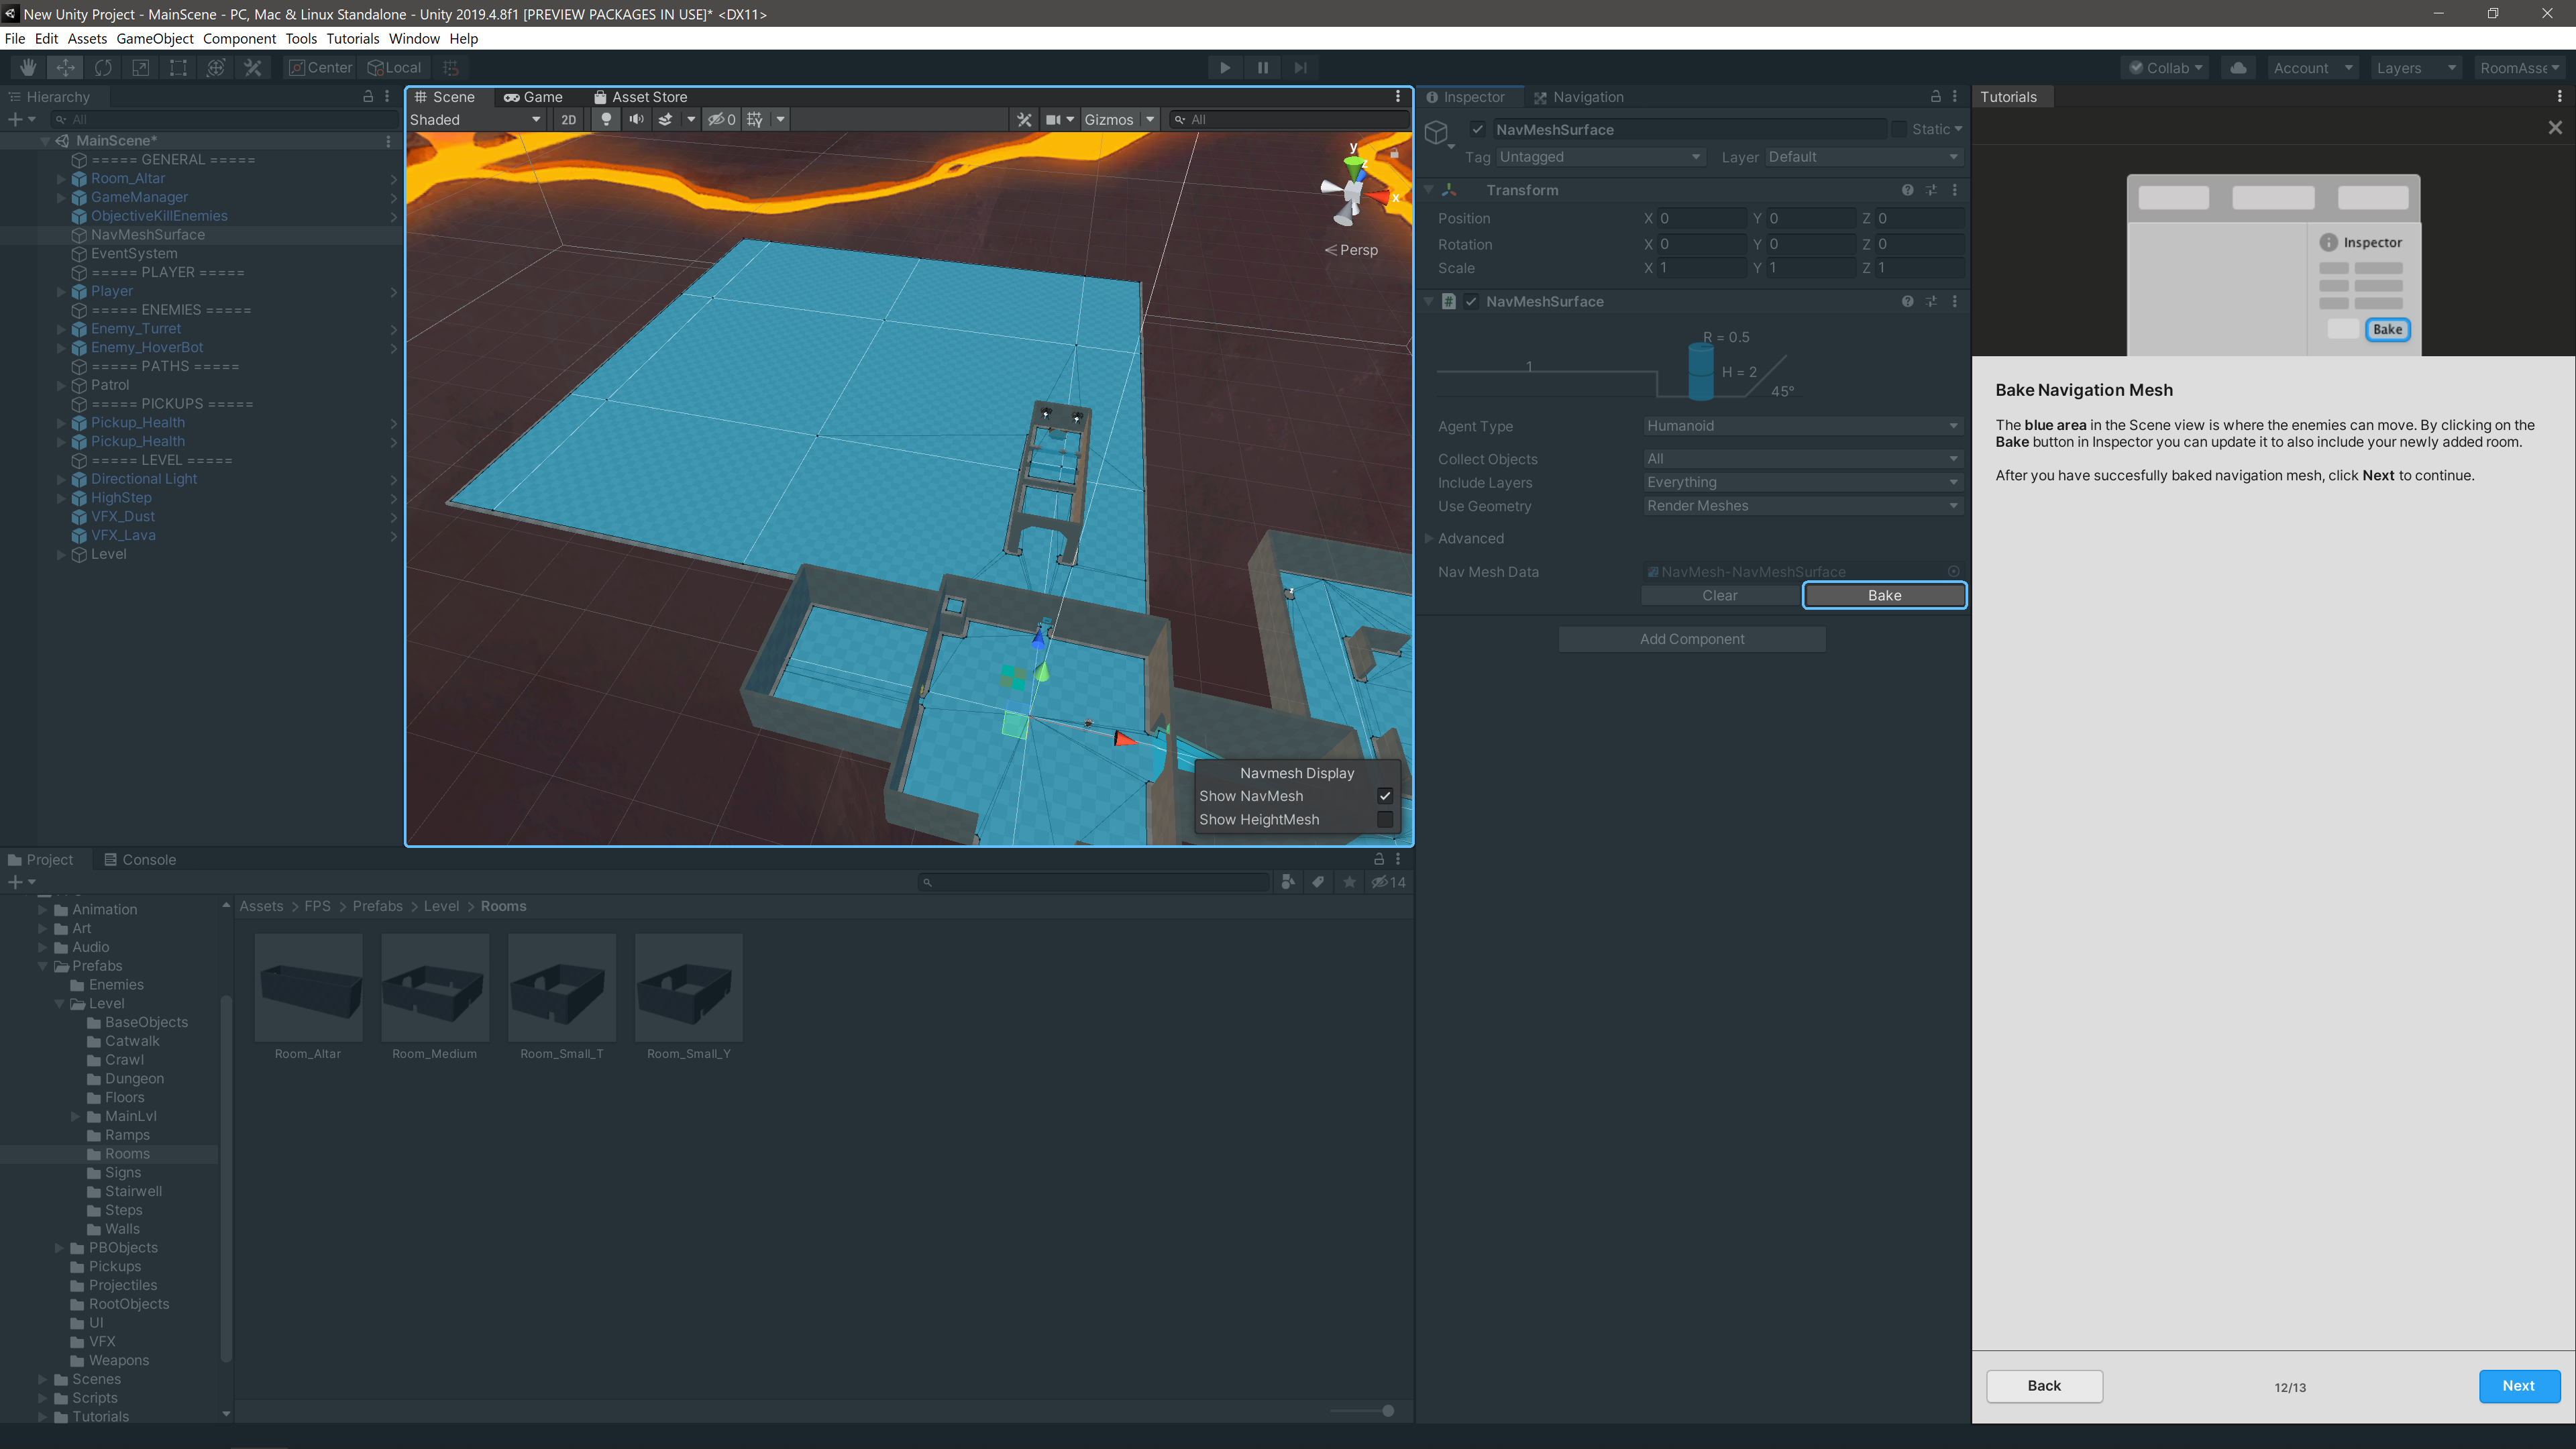 New Unity Project - MainScene - PC, Mac & Linux Standalone - Unity 2019.4.8f1 [PREVIEW PACKAGES IN USE]* <DX11>
File Edit Assets GameObject Component Tools Tutorials Window Help
Center Local
Collab Account Layers RoomAsse
Hierarchy
All
MainScene*
===== GENERAL =====
Room_Altar
GameManager
ObjectiveKillEnemies
NavMeshSurface
EventSystem
===== PLAYER =====
Player
===== ENEMIES =====
Enemy_Turret
Enemy_HoverBot
===== PATHS =====
Patrol
===== PICKUPS =====
Pickup_Health
Pickup_Health
===== LEVEL =====
Directional Light
HighStep
VFX_Dust
VFX_Lava
Level
Scene Game Asset Store
Shaded 2D 0 Gizmos All
y
z
x
Persp
Navmesh Display
Show NavMesh
Show HeightMesh
Inspector Navigation
NavMeshSurface Static
Tag Untagged Layer Default
Transform
Position X 0 Y 0 Z 0
Rotation X 0 Y 0 Z 0
Scale X 1 Y 1 Z 1
NavMeshSurface
R = 0.5
1
H = 2
45°
Agent Type Humanoid
Collect Objects All
Include Layers Everything
Use Geometry Render Meshes
Advanced
Nav Mesh Data NavMesh-NavMeshSurface
Clear Bake
Add Component
Project Console
14
Animation
Art
Audio
Prefabs
Enemies
Level
BaseObjects
Catwalk
Crawl
Dungeon
Floors
MainLvl
Ramps
Rooms
Signs
Stairwell
Steps
Walls
PBObjects
Pickups
Projectiles
RootObjects
UI
VFX
Weapons
Scenes
Scripts
Tutorials
Assets > FPS > Prefabs > Level > Rooms
Room_Altar Room_Medium Room_Small_T Room_Small_Y
Tutorials
Inspector
Bake
Bake Navigation Mesh
The blue area in the Scene view is where the enemies can move. By clicking on the
Bake button in Inspector you can update it to also include your newly added room.
After you have succesfully baked navigation mesh, click Next to continue.
Back 12/13 Next